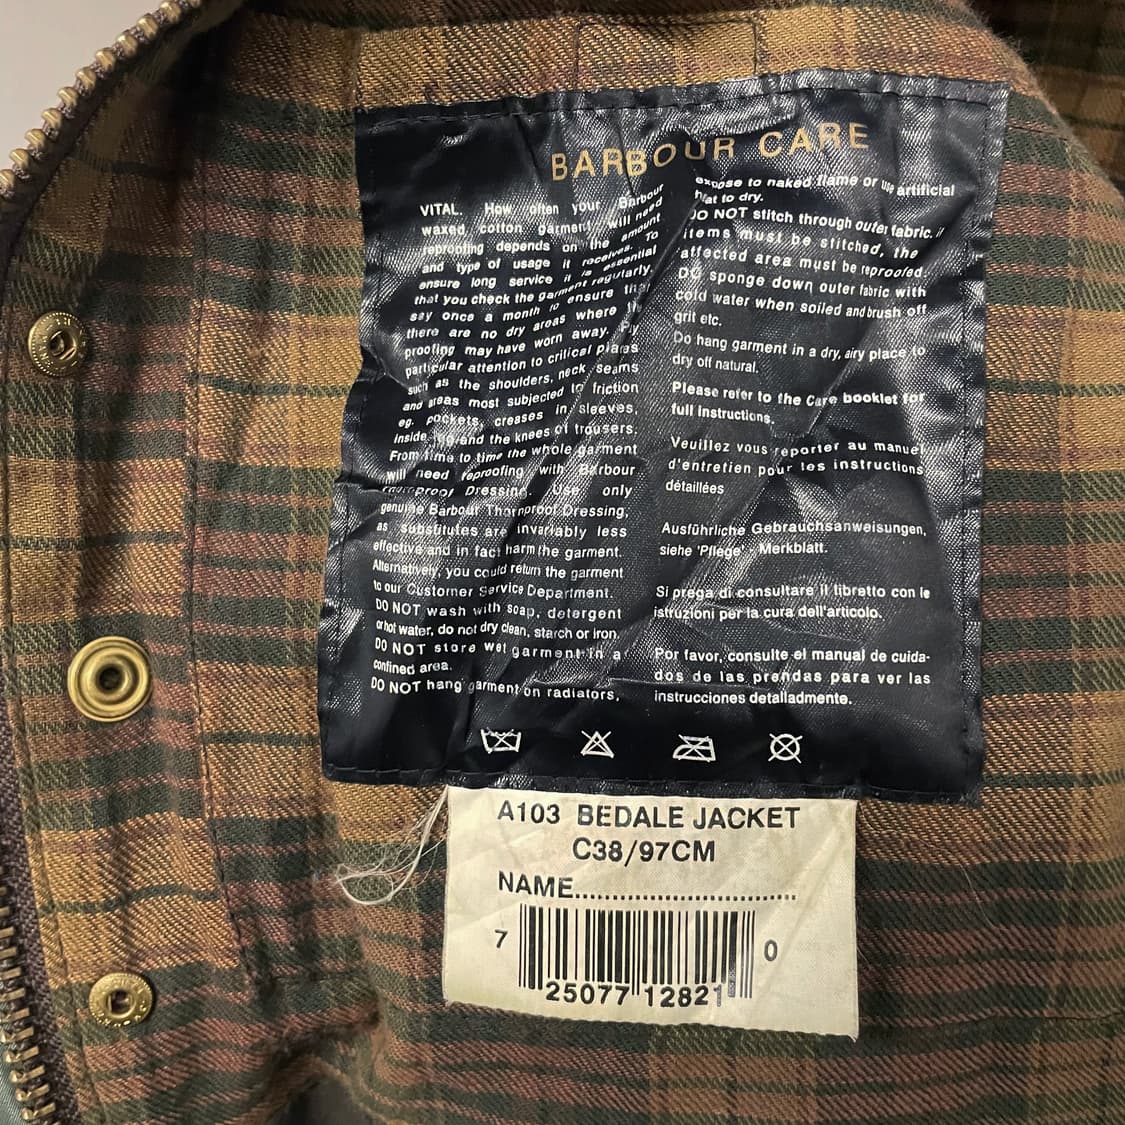 BARBOUR CARE
VITAL. How often your Barbour
waxed cotton garment will need
reproofing depends on the amount
and type of usage it receives. To
ensure long service it is essential
that you check the garment regularly,
say once a month to ensure that
there are no dry areas where the
proofing may have worn away. Pay
particular attention to critical places
such as the shoulders, neck, seams
and areas most subjected to friction
eg. pockets, creases in sleeves,
inside leg and the knees of trousers.
From time to time the whole garment
will need reproofing with Barbour
Thornproof Dressing. Use only
genuine Barbour Thornproof Dressing,
as substitutes are invariably less
effective and in fact harm the garment.
Alternatively, you could return the garment
to our Customer Service Department.
DO NOT wash with soap, detergent
or hot water, do not dry clean, starch or iron.
DO NOT store wet garment in a
confined area.
DO NOT hang garment on radiators,
expose to naked flame or use artificial
heat to dry.
DO NOT stitch through outer fabric. If
items must be stitched, the
affected area must be reproofed.
DO sponge down outer fabric with
cold water when soiled and brush off
grit etc.
Do hang garment in a dry, airy place to
dry off natural.
Please refer to the Care booklet for
full instructions.
Veuillez vous reporter au manuel
d'entretien pour les instructions
détaillées
Ausführliche Gebrauchsanweisungen,
siehe 'Pflege' - Merkblatt.
Si prega di consultare il libretto con le
istruzioni per la cura dell'articolo.
Por favor, consulte el manual de cuida-
dos de las prendas para ver las
instrucciones detalladmente.
A103 BEDALE JACKET
C38/97CM
NAME..............................
7 25077 12821 0